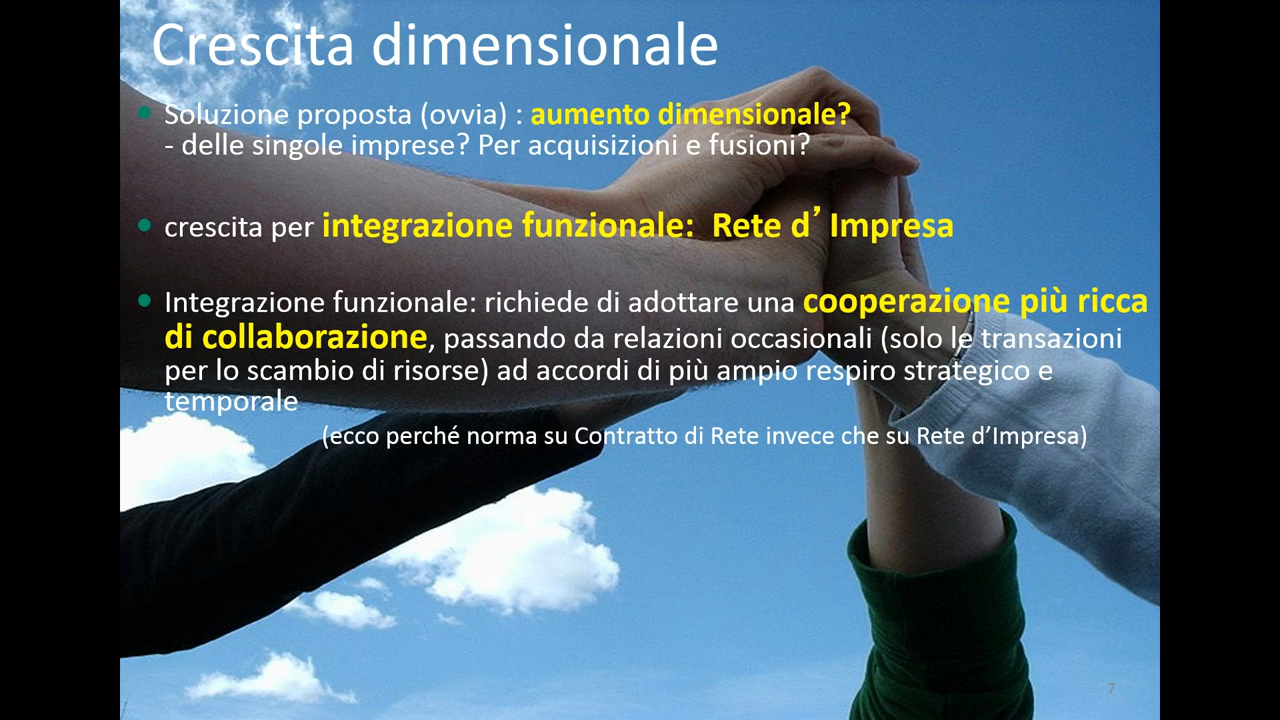 Crescita dimensionale
• Soluzione proposta (ovvia) : aumento dimensionale?
- delle singole imprese? Per acquisizioni e fusioni?
• crescita per integrazione funzionale: Rete d’ Impresa
• Integrazione funzionale: richiede di adottare una cooperazione più ricca
di collaborazione, passando da relazioni occasionali (solo le transazioni
per lo scambio di risorse) ad accordi di più ampio respiro strategico e
temporale
(ecco perché norma su Contratto di Rete invece che su Rete d’Impresa)
7